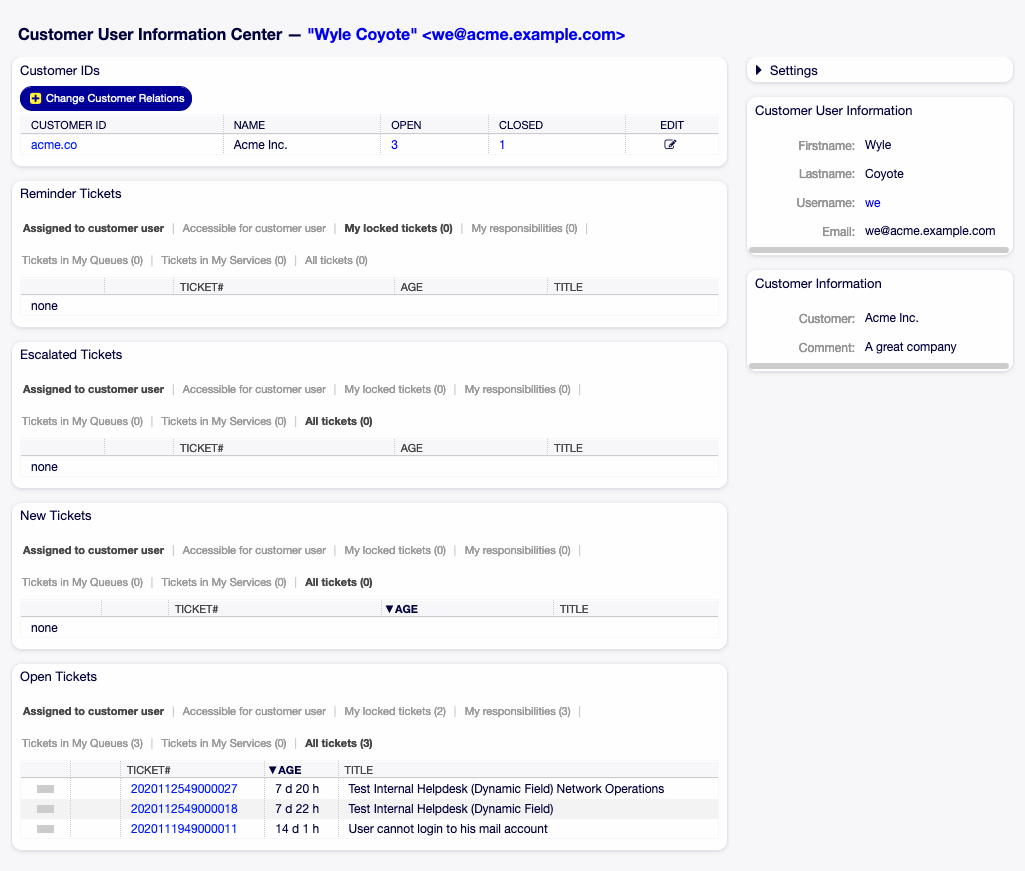 Customer User Information Center — "Wyle Coyote" <we@acme.example.com>
Customer IDs
Change Customer Relations
CUSTOMER ID NAME OPEN CLOSED EDIT
acme.co Acme Inc. 3 1
Reminder Tickets
Assigned to customer user | Accessible for customer user | My locked tickets (0) | My responsibilities (0) |
Tickets in My Queues (0) | Tickets in My Services (0) | All tickets (0)
TICKET# AGE TITLE
none
Escalated Tickets
Assigned to customer user | Accessible for customer user | My locked tickets (0) | My responsibilities (0) |
Tickets in My Queues (0) | Tickets in My Services (0) | All tickets (0)
TICKET# AGE TITLE
none
New Tickets
Assigned to customer user | Accessible for customer user | My locked tickets (0) | My responsibilities (0) |
Tickets in My Queues (0) | Tickets in My Services (0) | All tickets (0)
TICKET# ▼AGE TITLE
none
Open Tickets
Assigned to customer user | Accessible for customer user | My locked tickets (2) | My responsibilities (3) |
Tickets in My Queues (3) | Tickets in My Services (0) | All tickets (3)
TICKET# ▼AGE TITLE
2020112549000027 7 d 20 h Test Internal Helpdesk (Dynamic Field) Network Operations
2020112549000018 7 d 22 h Test Internal Helpdesk (Dynamic Field)
2020111949000011 14 d 1 h User cannot login to his mail account
Settings
Customer User Information
Firstname: Wyle
Lastname: Coyote
Username: we
Email: we@acme.example.com
Customer Information
Customer: Acme Inc.
Comment: A great company